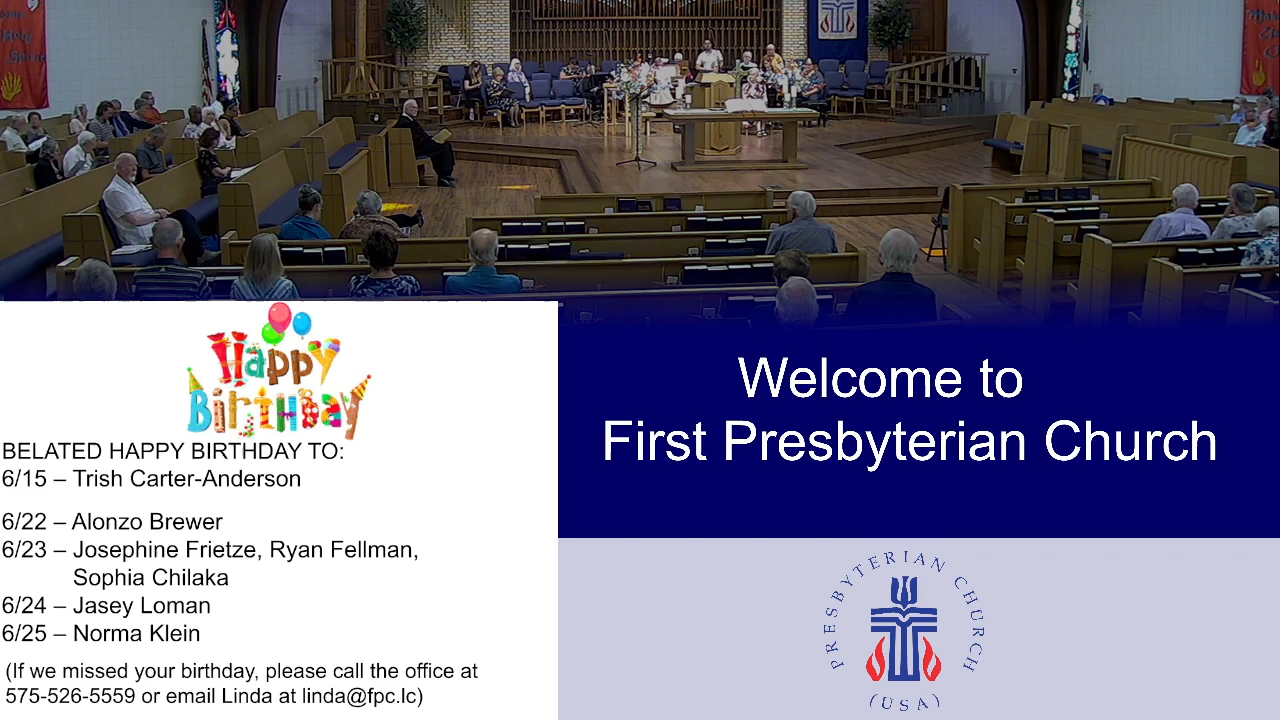 Happy
Birthday
BELATED HAPPY BIRTHDAY TO:
6/15 – Trish Carter-Anderson
6/22 – Alonzo Brewer
6/23 – Josephine Frietze, Ryan Fellman,
Sophia Chilaka
6/24 – Jasey Loman
6/25 – Norma Klein
(If we missed your birthday, please call the office at
575-526-5559 or email Linda at linda@fpc.lc)
Welcome to
First Presbyterian Church
PRESBYTERIAN CHURCH
(USA)